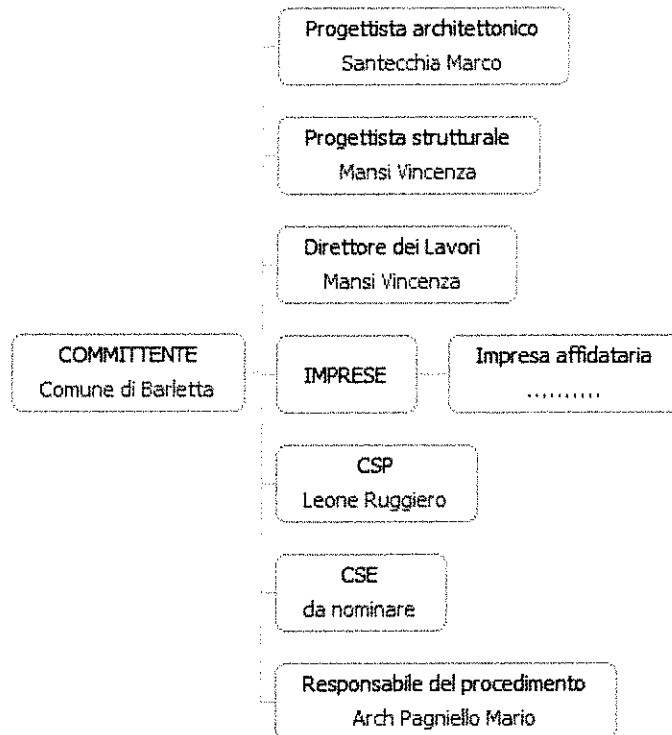 Progettista architettonico
Santecchia Marco
Progettista strutturale
Mansi Vincenza
Direttore dei Lavori
Mansi Vincenza
COMMITTENTE
Comune di Barletta
IMPRESE
Impresa affidataria
..........
CSP
Leone Ruggiero
CSE
da nominare
Responsabile del procedimento
Arch Pagniello Mario